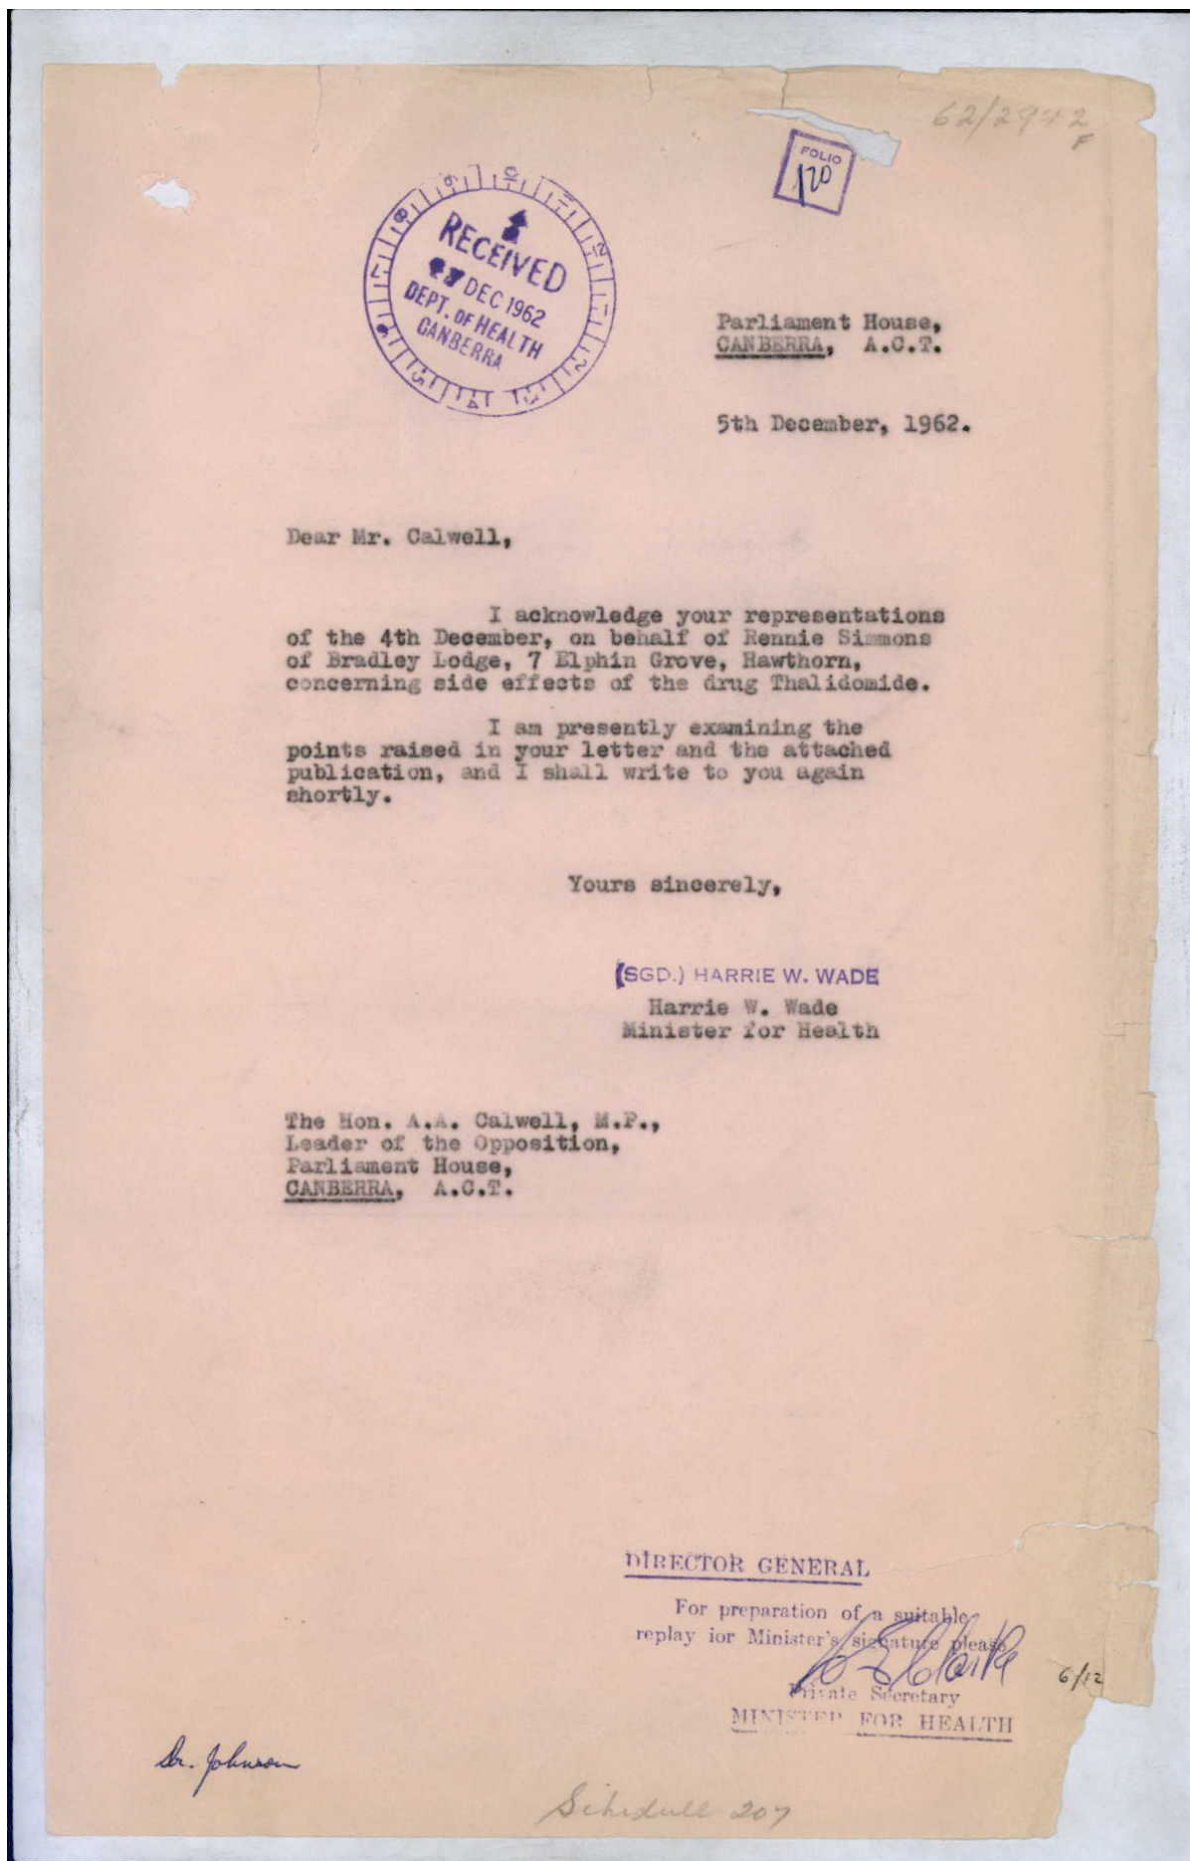 FOLIO
120
RECEIVED
DEC 1962
DEPT. OF HEALTH
CANBERRA
Parliament House,
CANBERRA, A.C.T.
5th December, 1962.
Dear Mr. Calwell,
I acknowledge your representations
of the 4th December, on behalf of Rennie Simmons
of Bradley Lodge, 7 Elphin Grove, Hawthorn,
concerning side effects of the drug Thalidomide.
I am presently examining the
points raised in your letter and the attached
publication, and I shall write to you again
shortly.
Yours sincerely,
(SGD.) HARRIE W. WADE
Harrie W. Wade
Minister for Health
The Hon. A.A. Calwell, M.P.,
Leader of the Opposition,
Parliament House,
CANBERRA, A.C.T.
DIRECTOR GENERAL
For preparation of a suitable
replay ior Minister's signature please
6/12
Private Secretary
MINISTER FOR HEALTH
Dr. Johnson
Schedule 207